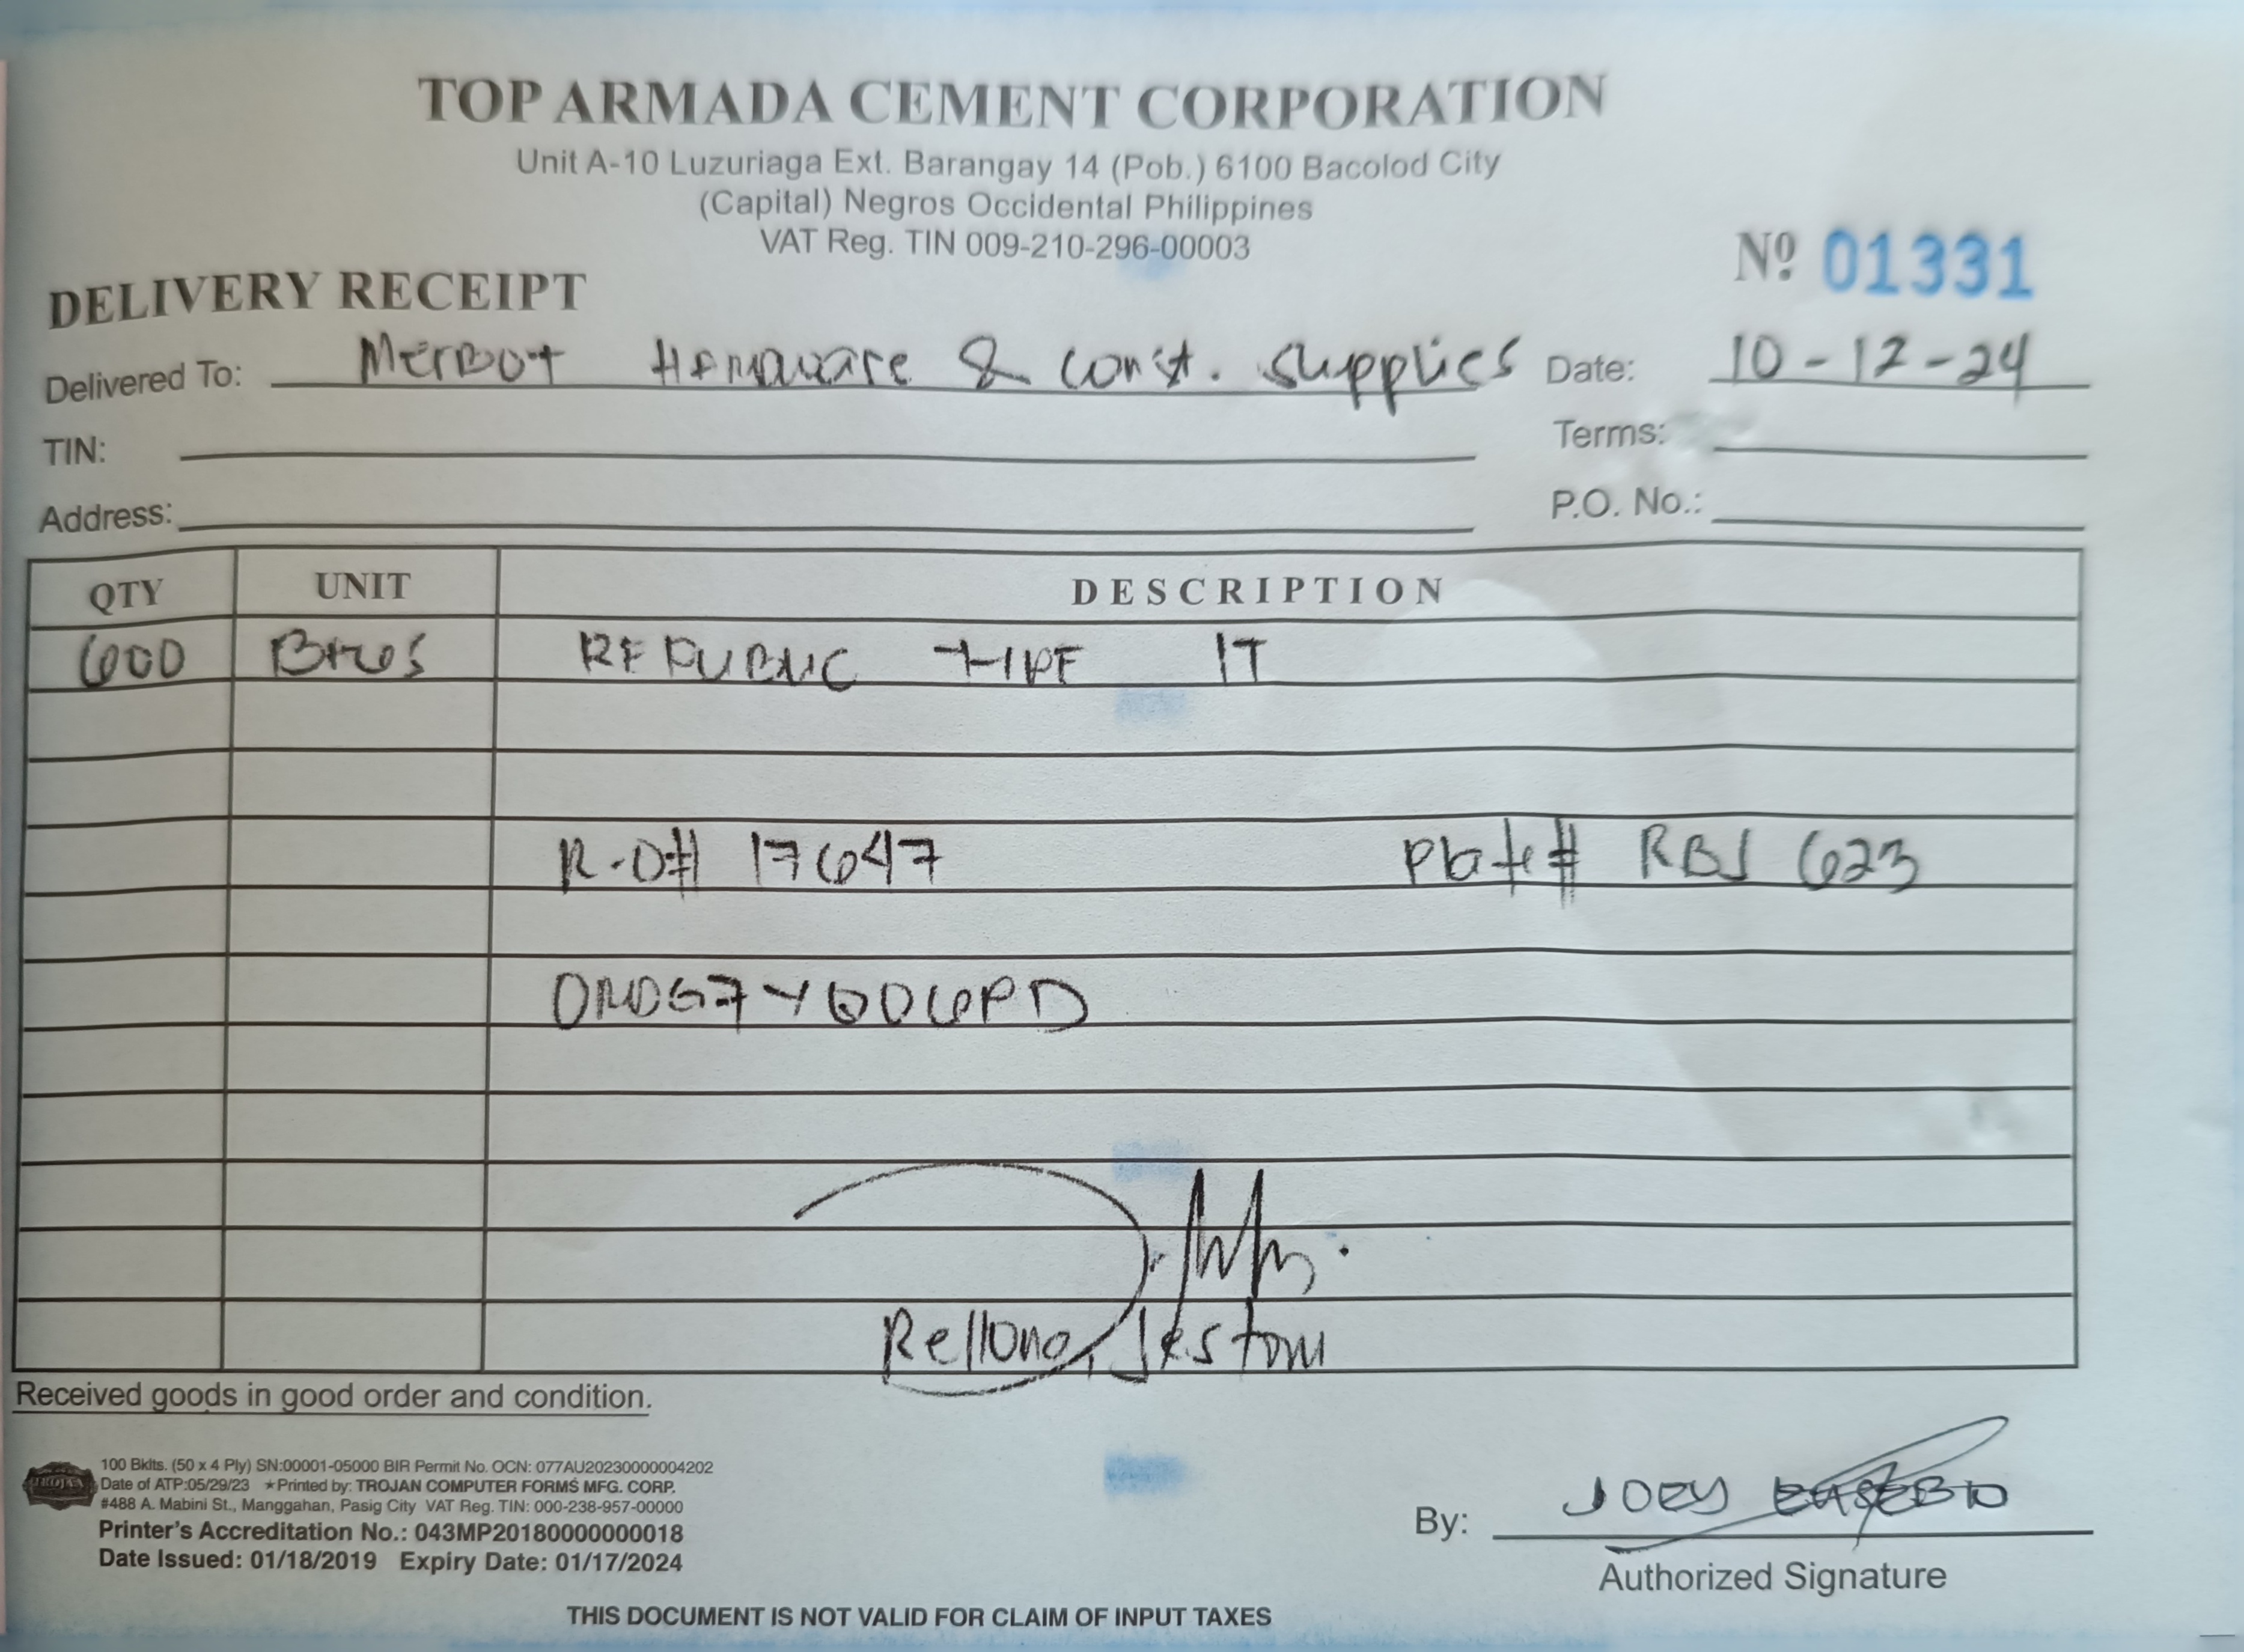 TOP ARMADA CEMENT CORPORATION
Unit A-10 Luzuriaga Ext. Barangay 14 (Pob.) 6100 Bacolod City
(Capital) Negros Occidental Philippines
VAT Reg. TIN 009-210-296-00003
Nº 01331
DELIVERY RECEIPT
Delivered To: Merbot Hardware & Const. Supplies Date: 10-12-24
TIN: Terms:
Address: P.O. No.:
QTY UNIT DESCRIPTION
600 BAGS REPUBLIC TYPE 1T
R.O# 17647 Plate# RBJ 623
Rellono, Jestom
Received goods in good order and condition.
TROJAN
100 Bklts. (50 x 4 Ply) SN:00001-05000 BIR Permit No. OCN: 077AU20230000004202
Date of ATP:05/29/23 ★Printed by: TROJAN COMPUTER FORMS MFG. CORP.
#488 A. Mabini St., Manggahan, Pasig City VAT Reg. TIN: 000-238-957-00000
Printer's Accreditation No.: 043MP20180000000018
Date Issued: 01/18/2019 Expiry Date: 01/17/2024
By: JOEY EUSEBIO
Authorized Signature
THIS DOCUMENT IS NOT VALID FOR CLAIM OF INPUT TAXES